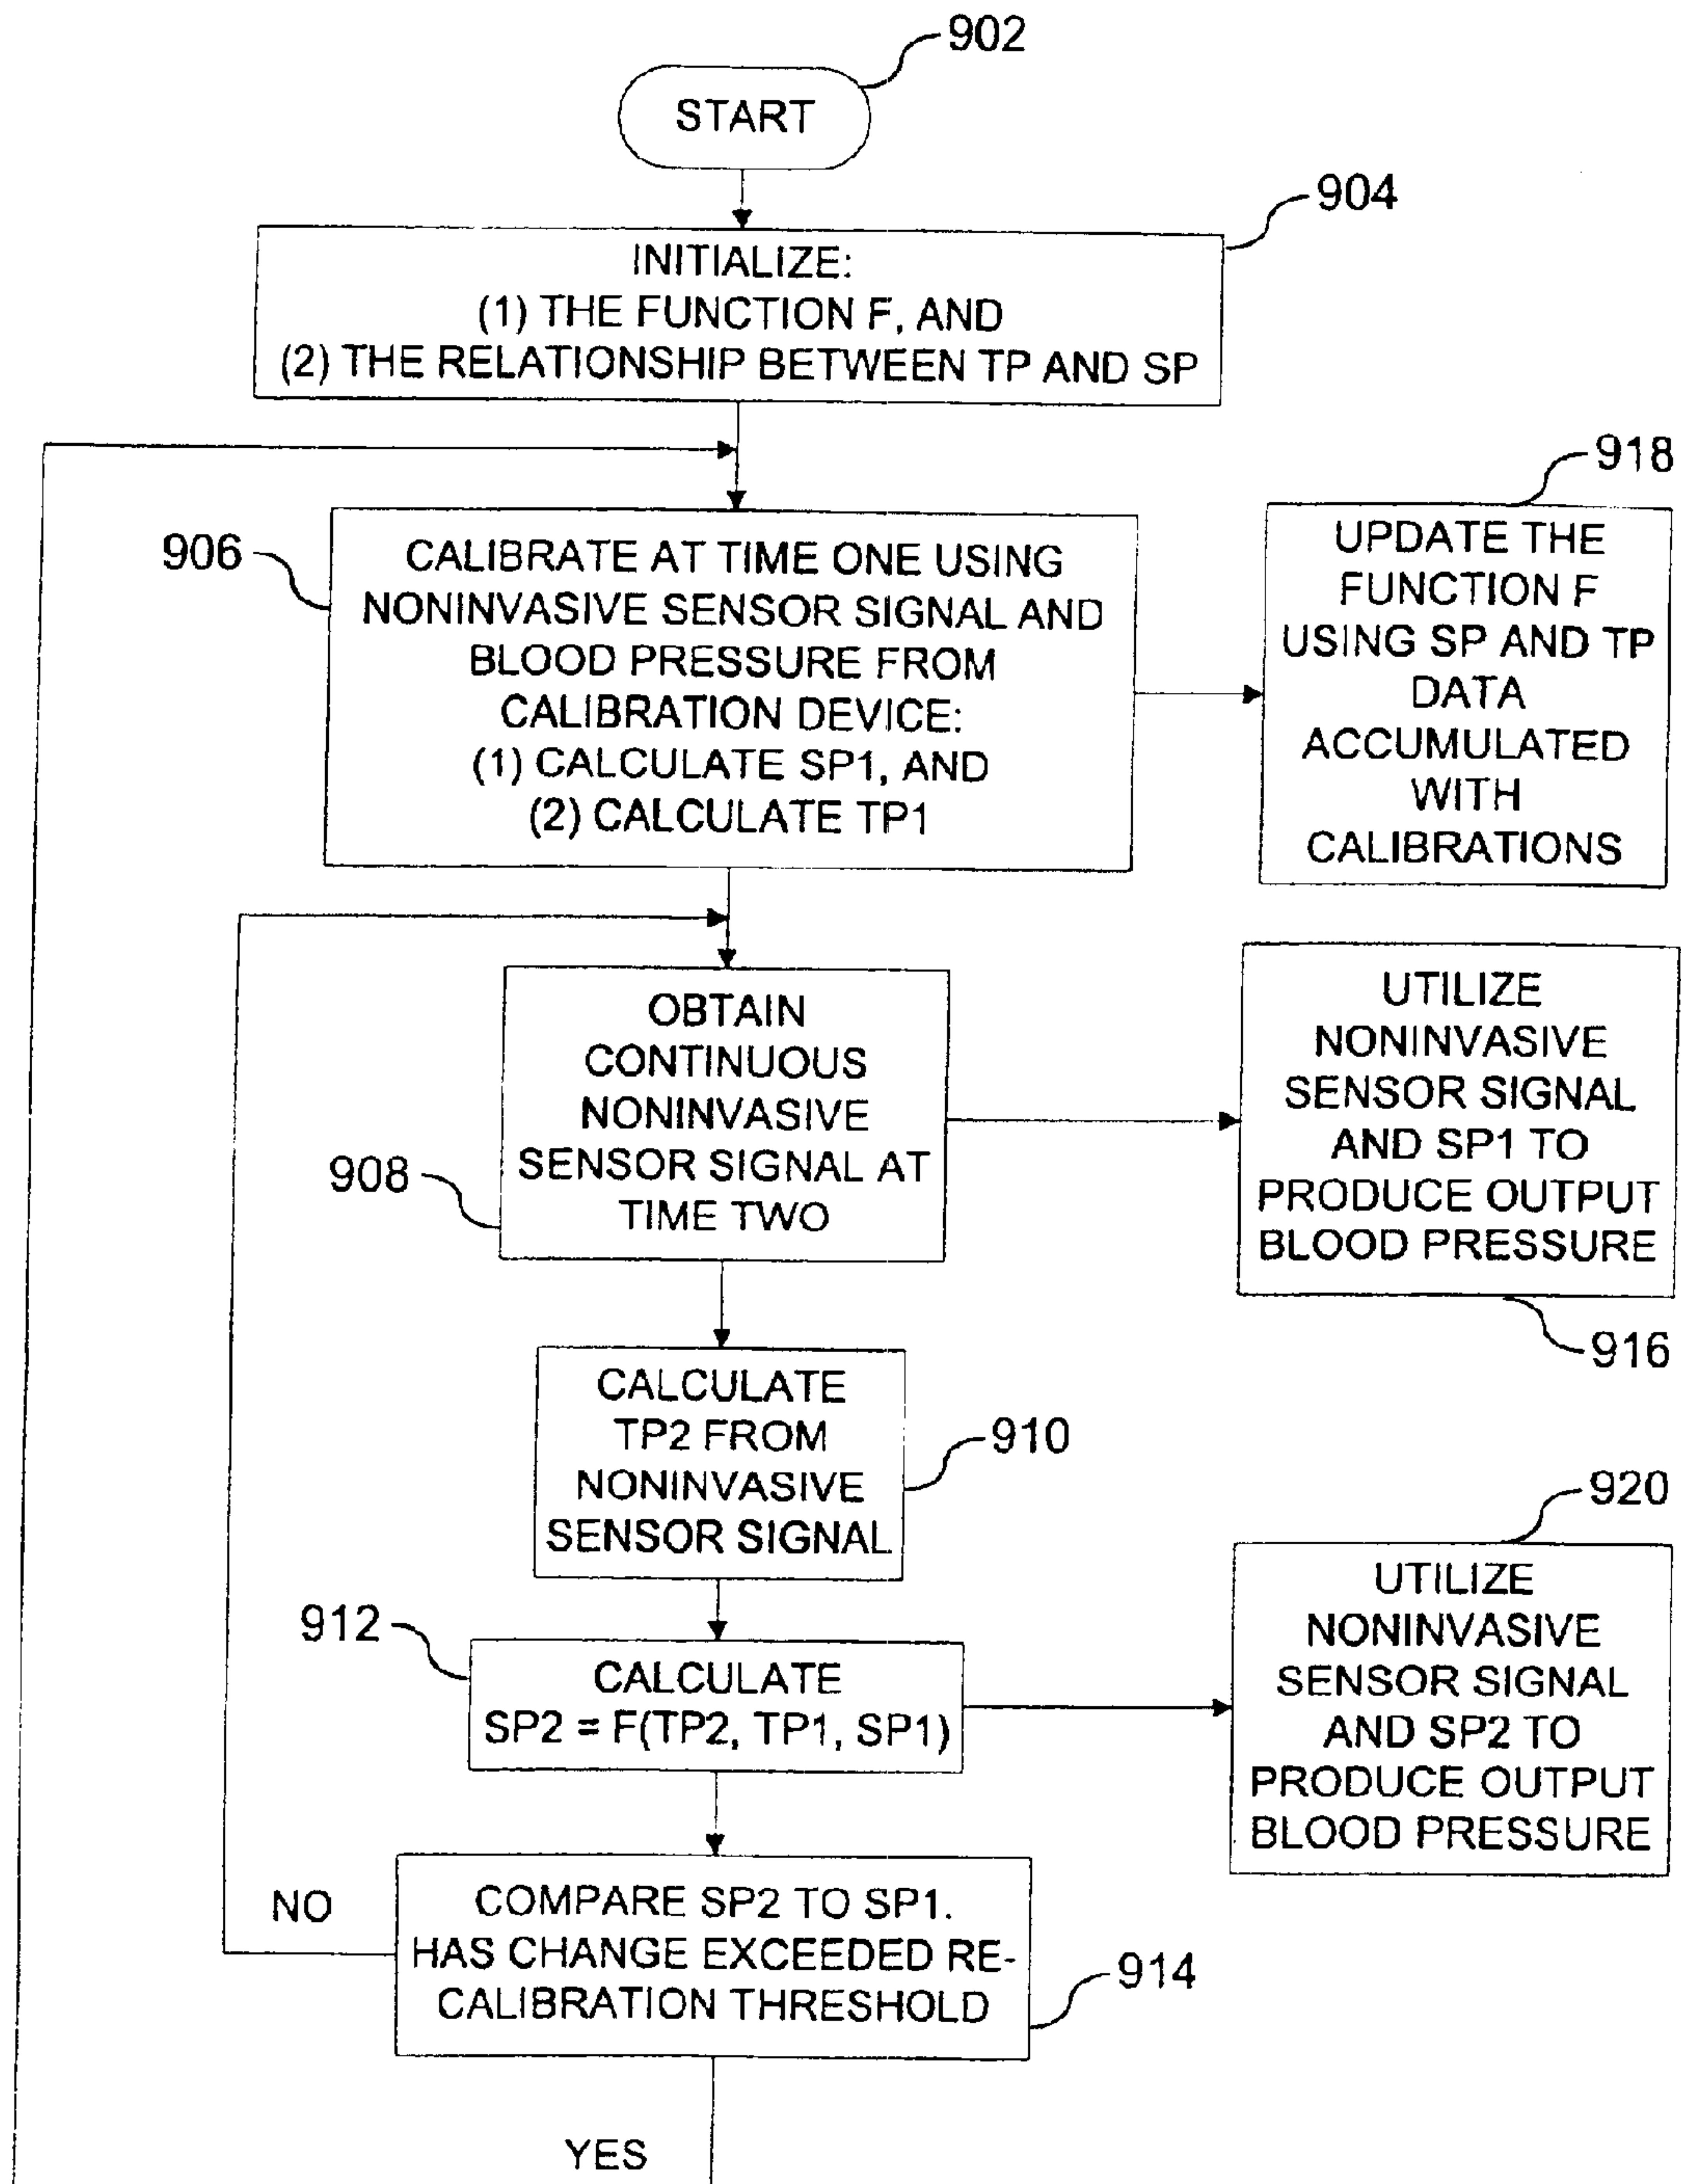 902
START
904
INITIALIZE:
(1) THE FUNCTION F, AND
(2) THE RELATIONSHIP BETWEEN TP AND SP
906
CALIBRATE AT TIME ONE USING
NONINVASIVE SENSOR SIGNAL AND
BLOOD PRESSURE FROM
CALIBRATION DEVICE:
(1) CALCULATE SP1, AND
(2) CALCULATE TP1
918
UPDATE THE
FUNCTION F
USING SP AND TP
DATA
ACCUMULATED
WITH
CALIBRATIONS
908
OBTAIN
CONTINUOUS
NONINVASIVE
SENSOR SIGNAL AT
TIME TWO
UTILIZE
NONINVASIVE
SENSOR SIGNAL
AND SP1 TO
PRODUCE OUTPUT
BLOOD PRESSURE
916
CALCULATE
TP2 FROM
NONINVASIVE
SENSOR SIGNAL
910
912
CALCULATE
SP2 = F(TP2, TP1, SP1)
920
UTILIZE
NONINVASIVE
SENSOR SIGNAL
AND SP2 TO
PRODUCE OUTPUT
BLOOD PRESSURE
NO
COMPARE SP2 TO SP1.
HAS CHANGE EXCEEDED RE-
CALIBRATION THRESHOLD
914
YES